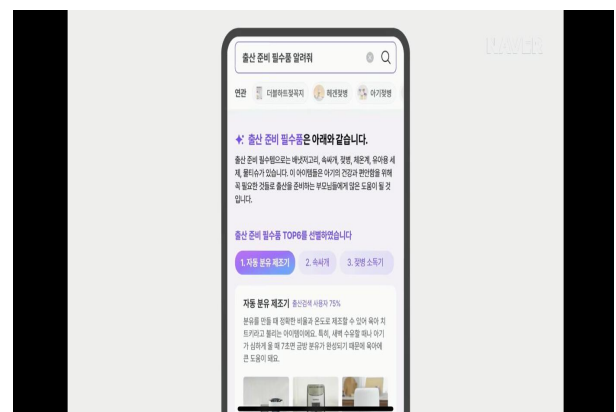 NAVER
출산 준비 필수품 알려줘
연관 더블하트젖꼭지 헤겐젖병 아기젖병
출산 준비 필수품은 아래와 같습니다.
출산 준비 필수템으로는 배냇저고리, 속싸개, 젖병, 체온계, 유아용 세
제, 물티슈가 있습니다. 이 아이템들은 아기의 건강과 편안함을 위해
꼭 필요한 것들로 출산을 준비하는 부모님들에게 많은 도움이 될 것
입니다.
출산 준비 필수품 TOP6를 선별하였습니다
1. 자동 분유 제조기 2. 속싸개 3. 젖병 소독기
자동 분유 제조기 출산검색 사용자 75%
분유를 만들 때 정확한 비율과 온도로 제조할 수 있어 육아 치
트키라고 불리는 아이템이에요. 특히, 새벽 수유할 때나 아기
가 심하게 울 때 7초면 금방 분유가 완성되기 때문에 육아에
큰 도움이 돼요.